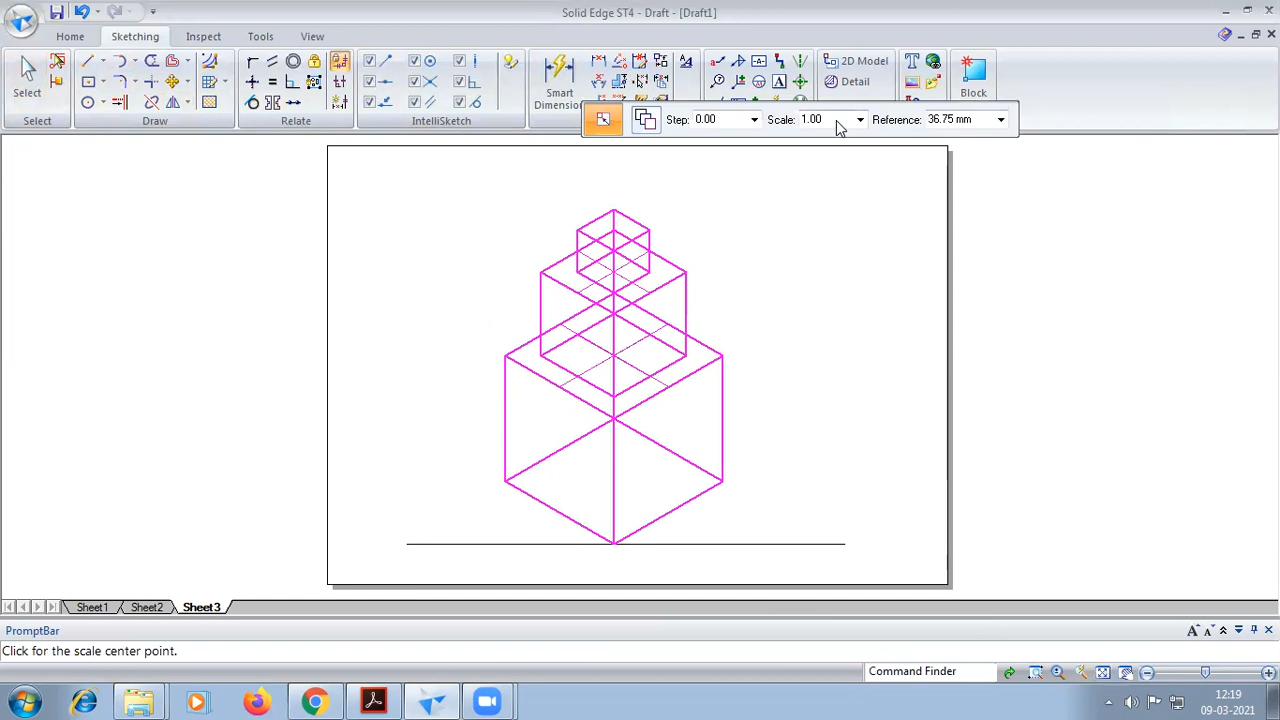 Solid Edge ST4 - Draft - [Draft1]
Home Sketching Inspect Tools View
Select
Smart
Dimension
2D Model
Detail
Block
Select Draw Relate IntelliSketch
Step: 0.00 Scale: 1.00 Reference: 36.75 mm
Sheet1 Sheet2 Sheet3
PromptBar
Click for the scale center point.
Command Finder
12:19
09-03-2021